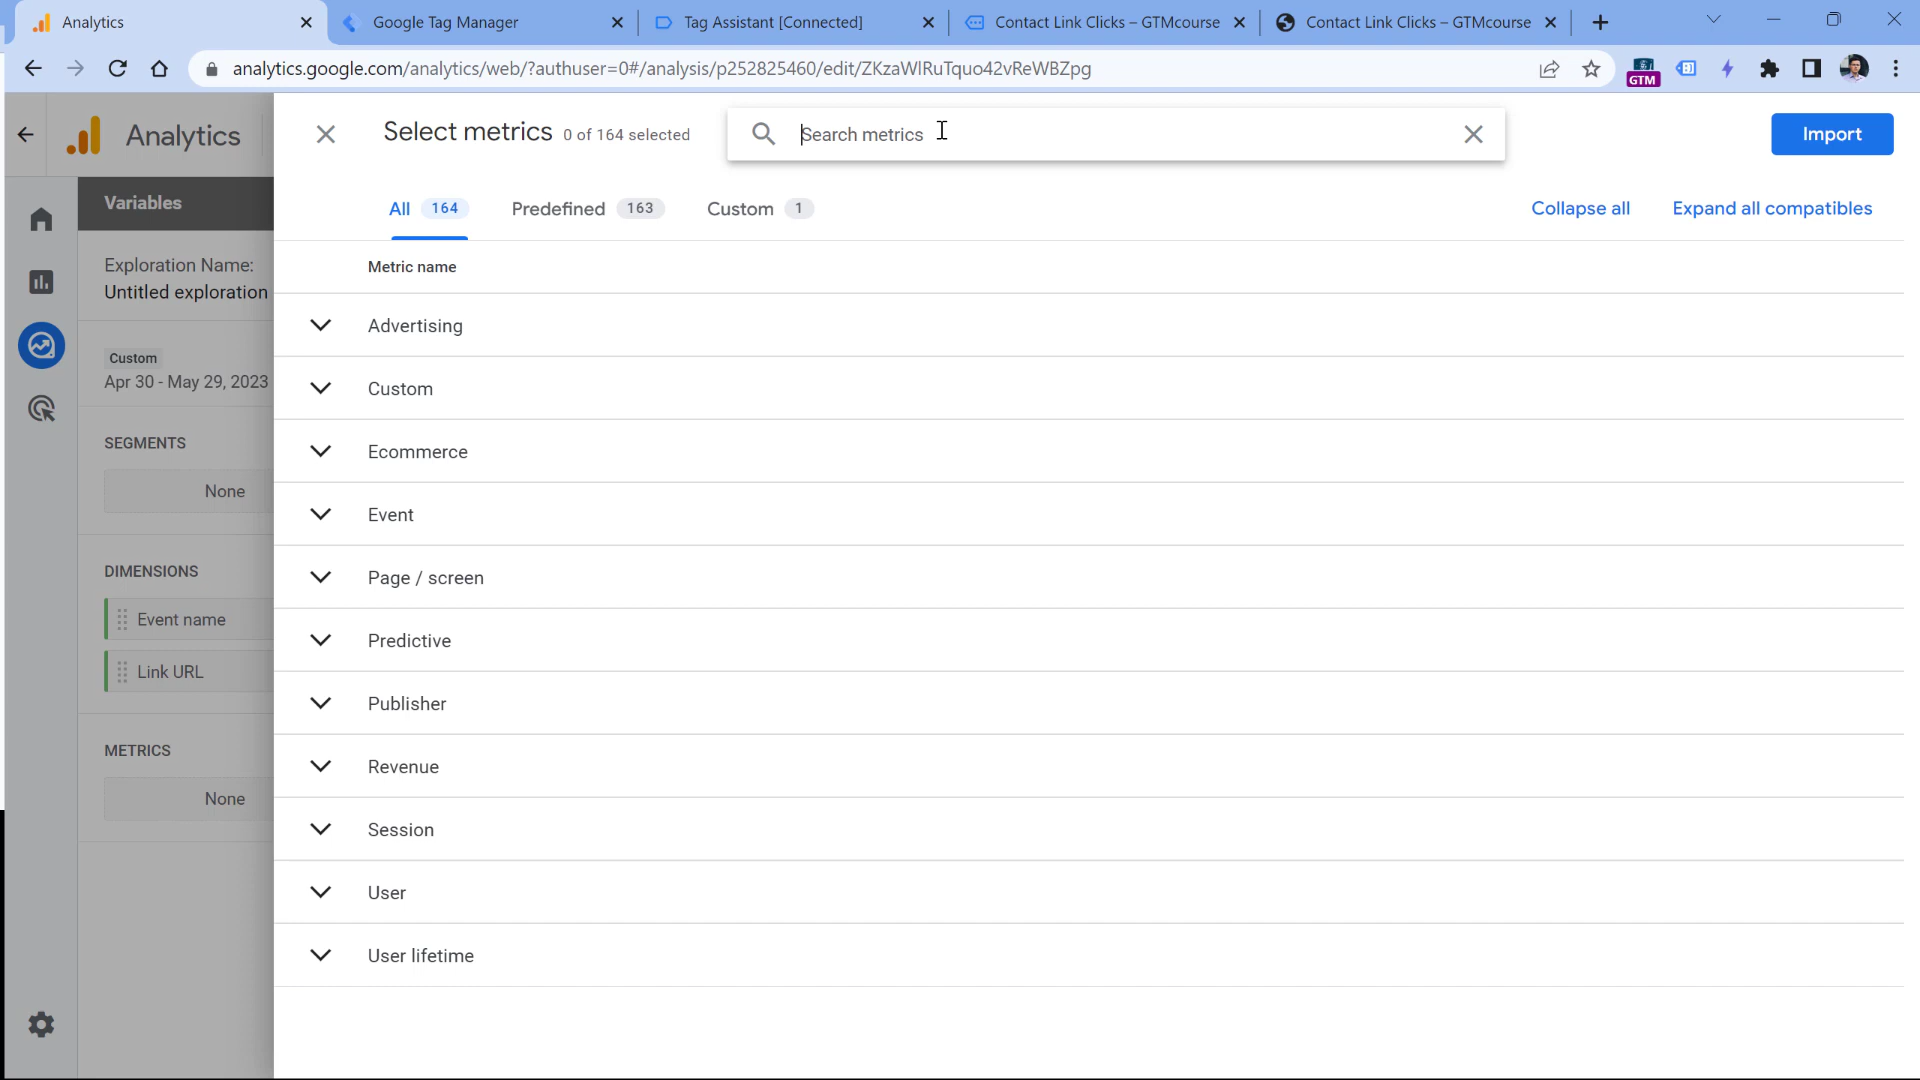 Analytics
Google Tag Manager
Tag Assistant [Connected]
Contact Link Clicks – GTMcourse
Contact Link Clicks – GTMcourse
analytics.google.com/analytics/web/?authuser=0#/analysis/p252825460/edit/ZKzaWlRuTquo42vReWBZpg
GTM
Analytics
Select metrics 0 of 164 selected
Search metrics
Import
Variables
All 164
Predefined 163
Custom 1
Collapse all
Expand all compatibles
Exploration Name:
Untitled exploration
Metric name
Custom
Apr 30 - May 29, 2023
SEGMENTS
None
DIMENSIONS
Event name
Link URL
METRICS
None
Advertising
Custom
Ecommerce
Event
Page / screen
Predictive
Publisher
Revenue
Session
User
User lifetime